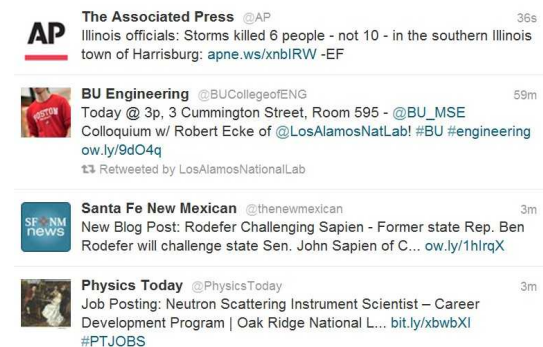 AP
The Associated Press @AP 36s
Illinois officials: Storms killed 6 people - not 10 - in the southern Illinois
town of Harrisburg: apne.ws/xnbIRW -EF
BOSTON
BU Engineering @BUCollegeofENG 59m
Today @ 3p, 3 Cummington Street, Room 595 - @BU_MSE
Colloquium w/ Robert Ecke of @LosAlamosNatLab! #BU #engineering
ow.ly/9dO4q
Retweeted by LosAlamosNationalLab
SF NM
news
Santa Fe New Mexican @thenewmexican 3m
New Blog Post: Rodefer Challenging Sapien - Former state Rep. Ben
Rodefer will challenge state Sen. John Sapien of C... ow.ly/1hIrqX
Physics Today @PhysicsToday 3m
Job Posting: Neutron Scattering Instrument Scientist – Career
Development Program | Oak Ridge National L... bit.ly/xbwbXI
#PTJOBS